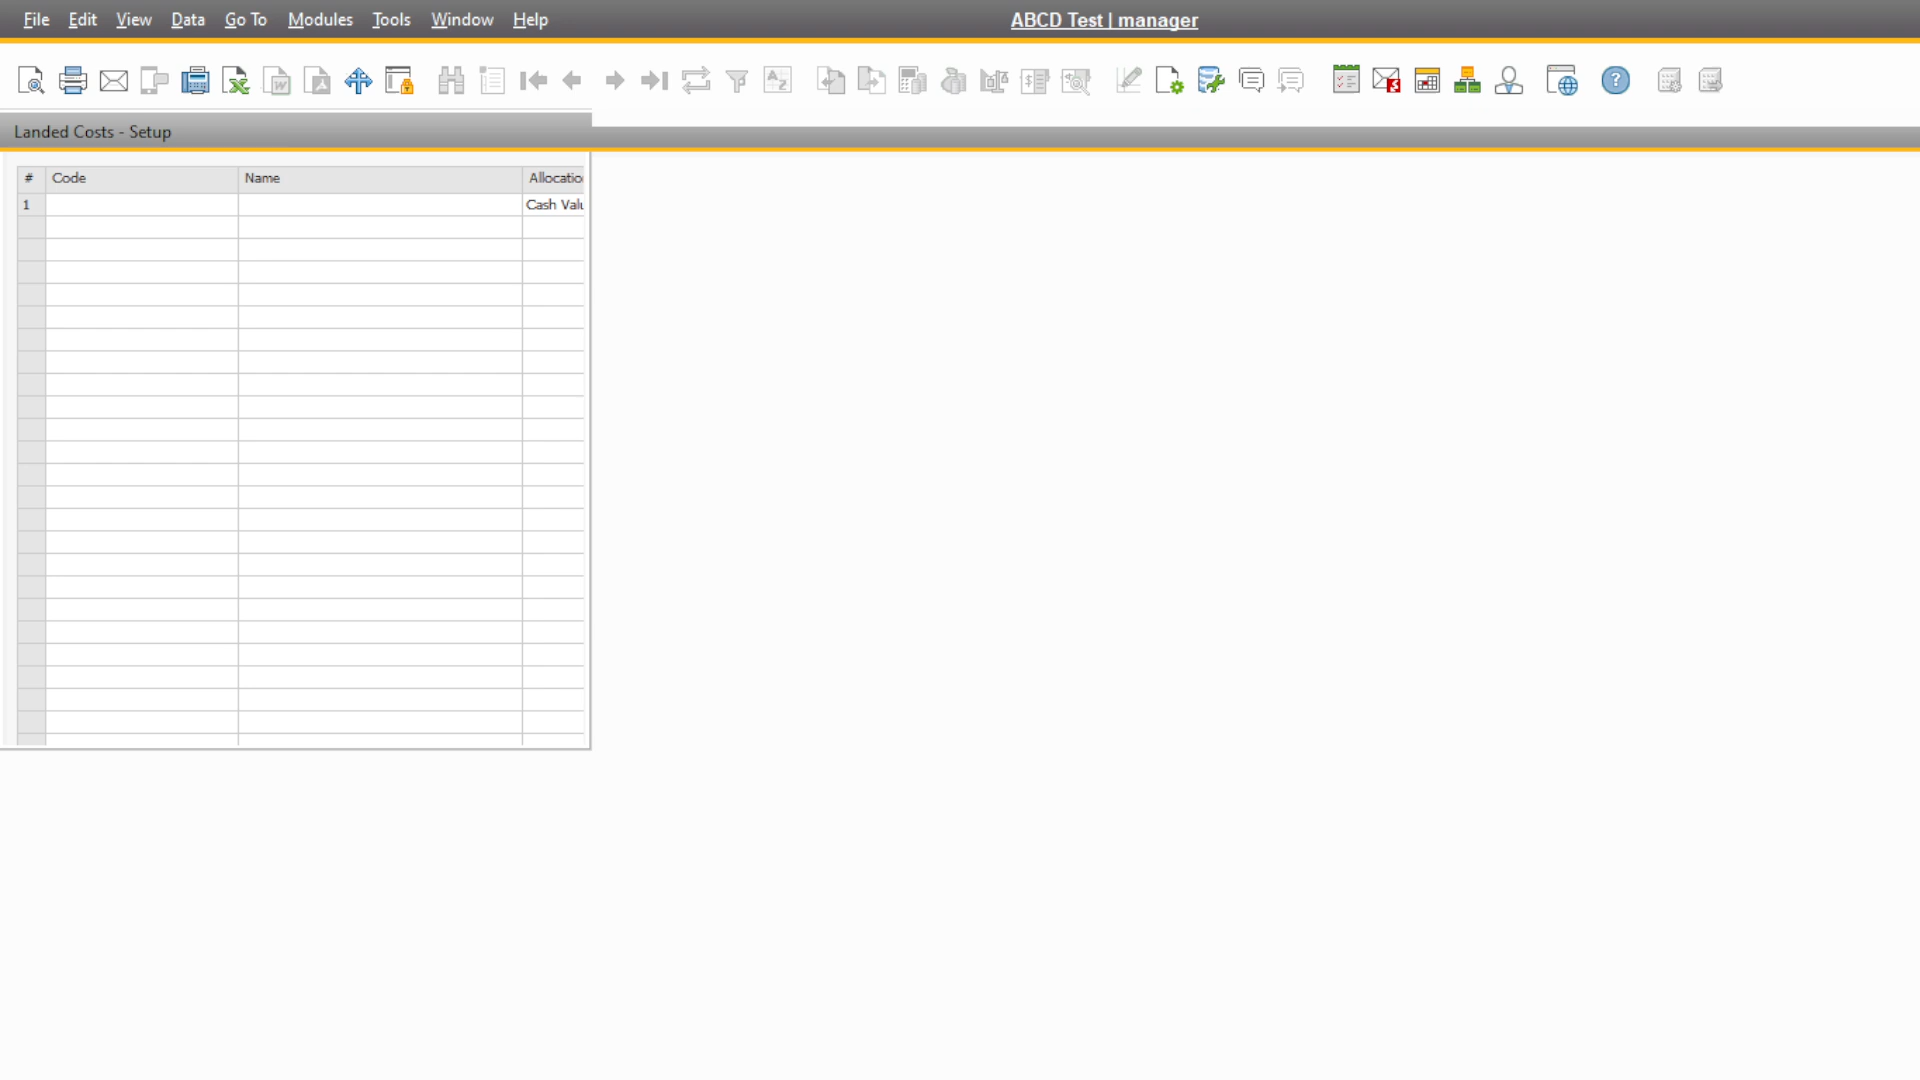 File Edit View Data Go To Modules Tools Window Help
ABCD Test | manager
Landed Costs - Setup
# Code Name Allocatio
1 Cash Valu